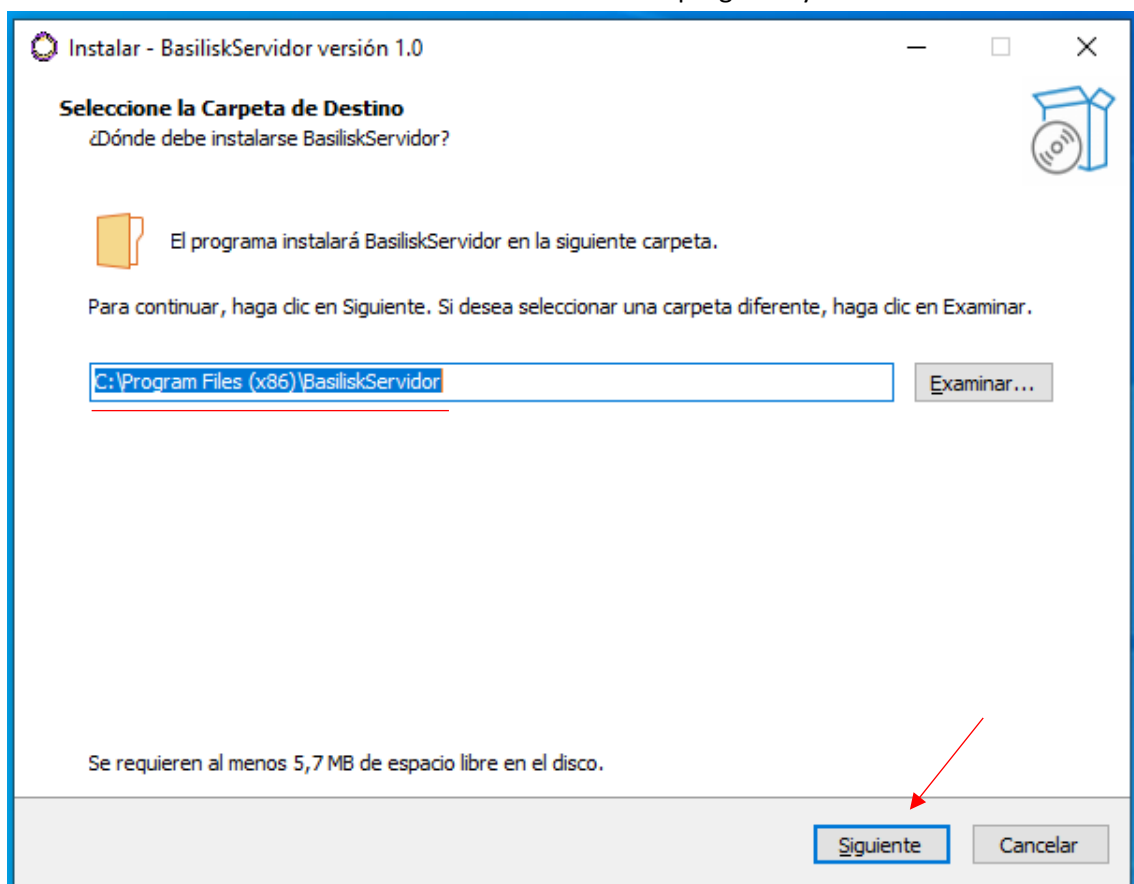 Instalar - BasiliskServidor versión 1.0
Seleccione la Carpeta de Destino
¿Dónde debe instalarse BasiliskServidor?
El programa instalará BasiliskServidor en la siguiente carpeta.
Para continuar, haga clic en Siguiente. Si desea seleccionar una carpeta diferente, haga clic en Examinar.
C:\Program Files (x86)\BasiliskServidor
Examinar...
Se requieren al menos 5,7 MB de espacio libre en el disco.
Siguiente
Cancelar